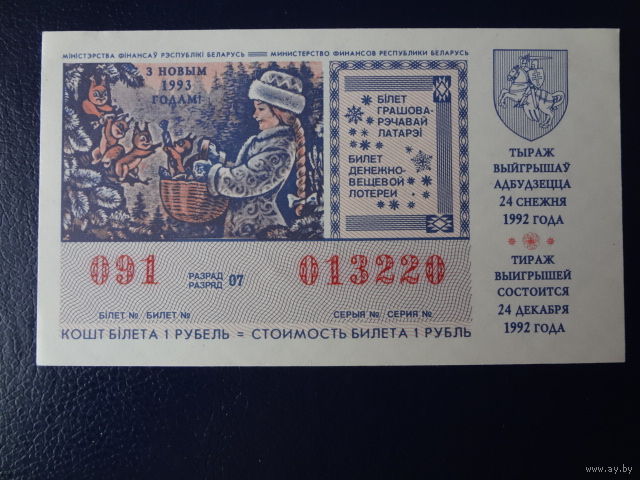 МІНІСТЭРСТВА ФІНАНСАЎ РЭСПУБЛІКІ БЕЛАРУСЬ МИНИСТЕРСТВО ФИНАНСОВ РЕСПУБЛИКИ БЕЛАРУСЬ
З НОВЫМ
1993
ГОДАМ!
БІЛЕТ
ГРАШОВА-
РЭЧАВАЙ
ЛАТАРЭІ
БИЛЕТ
ДЕНЕЖНО-
ВЕЩЕВОЙ
ЛОТЕРЕИ
ТЫРАЖ
ВЫЙГРЫШАЎ
АДБУДЗЕЦЦА
24 СНЕЖНЯ
1992 ГОДА
ТИРАЖ
ВЫИГРЫШЕЙ
СОСТОИТСЯ
24 ДЕКАБРЯ
1992 ГОДА
091 РАЗРАД РАЗРЯД 07 013220
БІЛЕТ № БИЛЕТ № СЕРЫЯ № СЕРИЯ №
КОШТ БІЛЕТА 1 РУБЕЛЬ = СТОИМОСТЬ БИЛЕТА 1 РУБЛЬ
www.ay.by